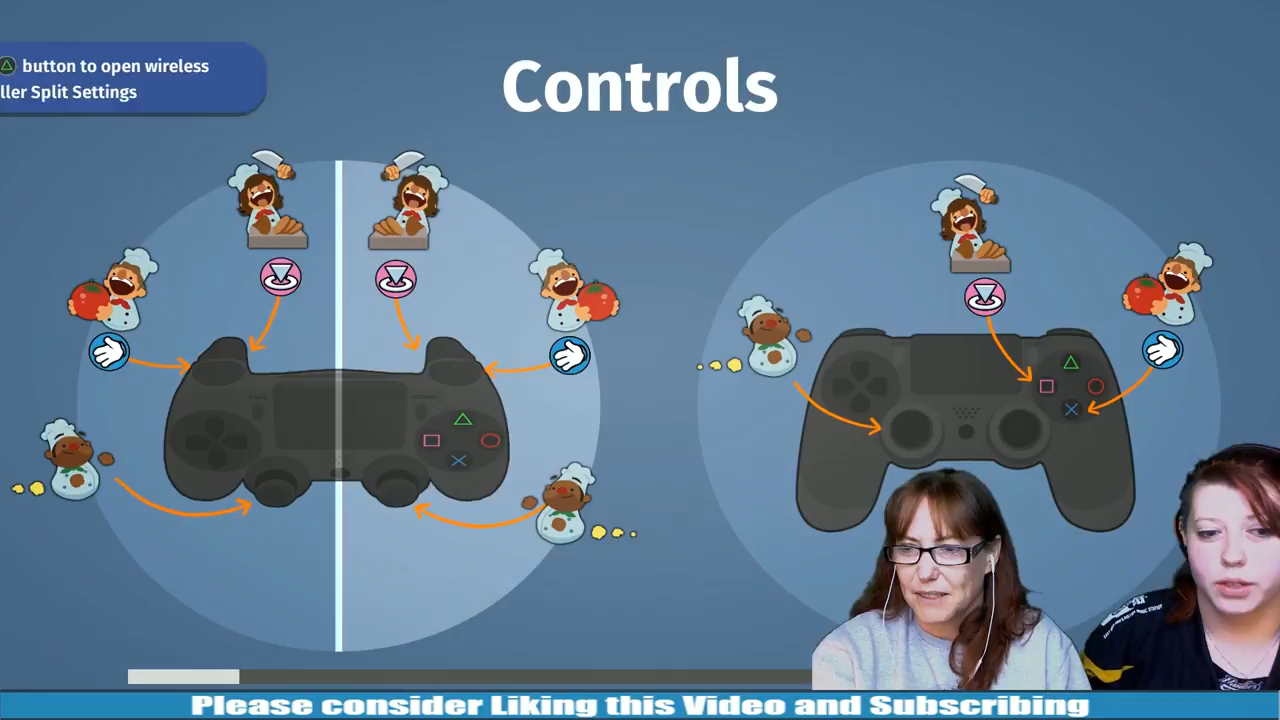 button to open wireless
ller Split Settings
Controls
Please consider Liking this Video and Subscribing